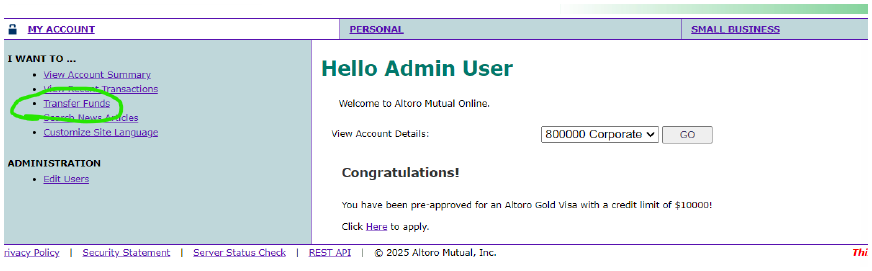 MY ACCOUNT PERSONAL SMALL BUSINESS
I WANT TO ...
View Account Summary
View Recent Transactions
Transfer Funds
Search News Articles
Customize Site Language
ADMINISTRATION
Edit Users
Hello Admin User
Welcome to Altoro Mutual Online.
View Account Details: 800000 Corporate GO
Congratulations!
You have been pre-approved for an Altoro Gold Visa with a credit limit of $10000!
Click Here to apply.
rivacy Policy | Security Statement | Server Status Check | REST API | © 2025 Altoro Mutual, Inc. Thi